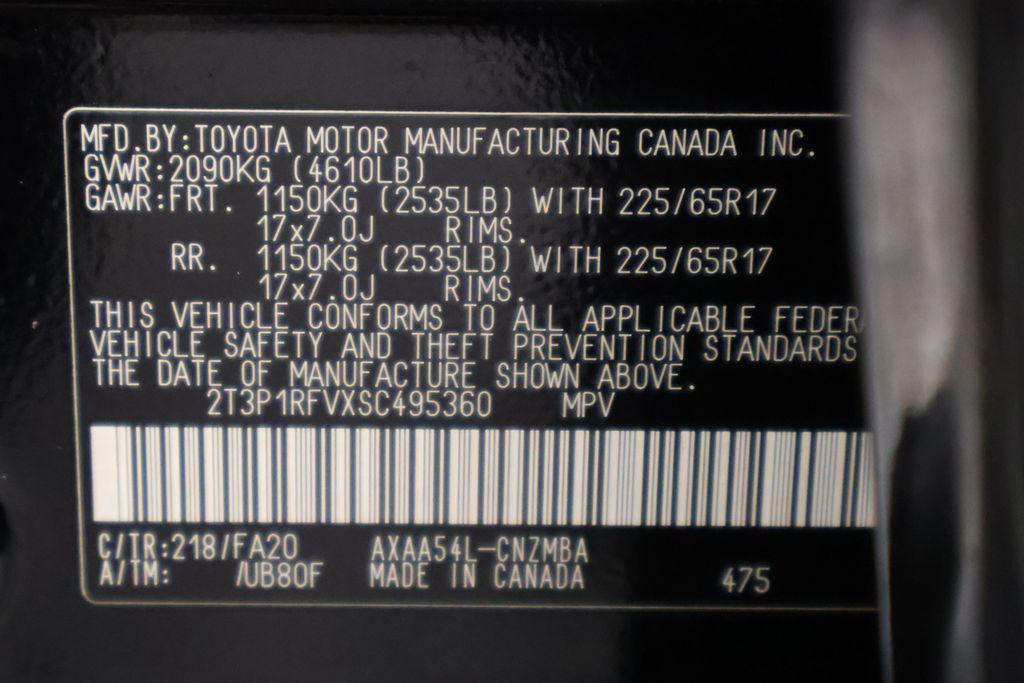 MFD.BY:TOYOTA MOTOR MANUFACTURING CANADA INC.
GVWR:2090KG (4610LB)
GAWR:FRT. 1150KG (2535LB) WITH 225/65R17
17x7.0J RIMS.
RR. 1150KG (2535LB) WITH 225/65R17
17x7.0J RIMS.
THIS VEHICLE CONFORMS TO ALL APPLICABLE FEDERA
VEHICLE SAFETY AND THEFT PREVENTION STANDARDS
THE DATE OF MANUFACTURE SHOWN ABOVE.
2T3P1RFVXSC495360 MPV
C/TR:218/FA20 AXAA54L-CNZMBA
A/TM: /UB80F MADE IN CANADA 475